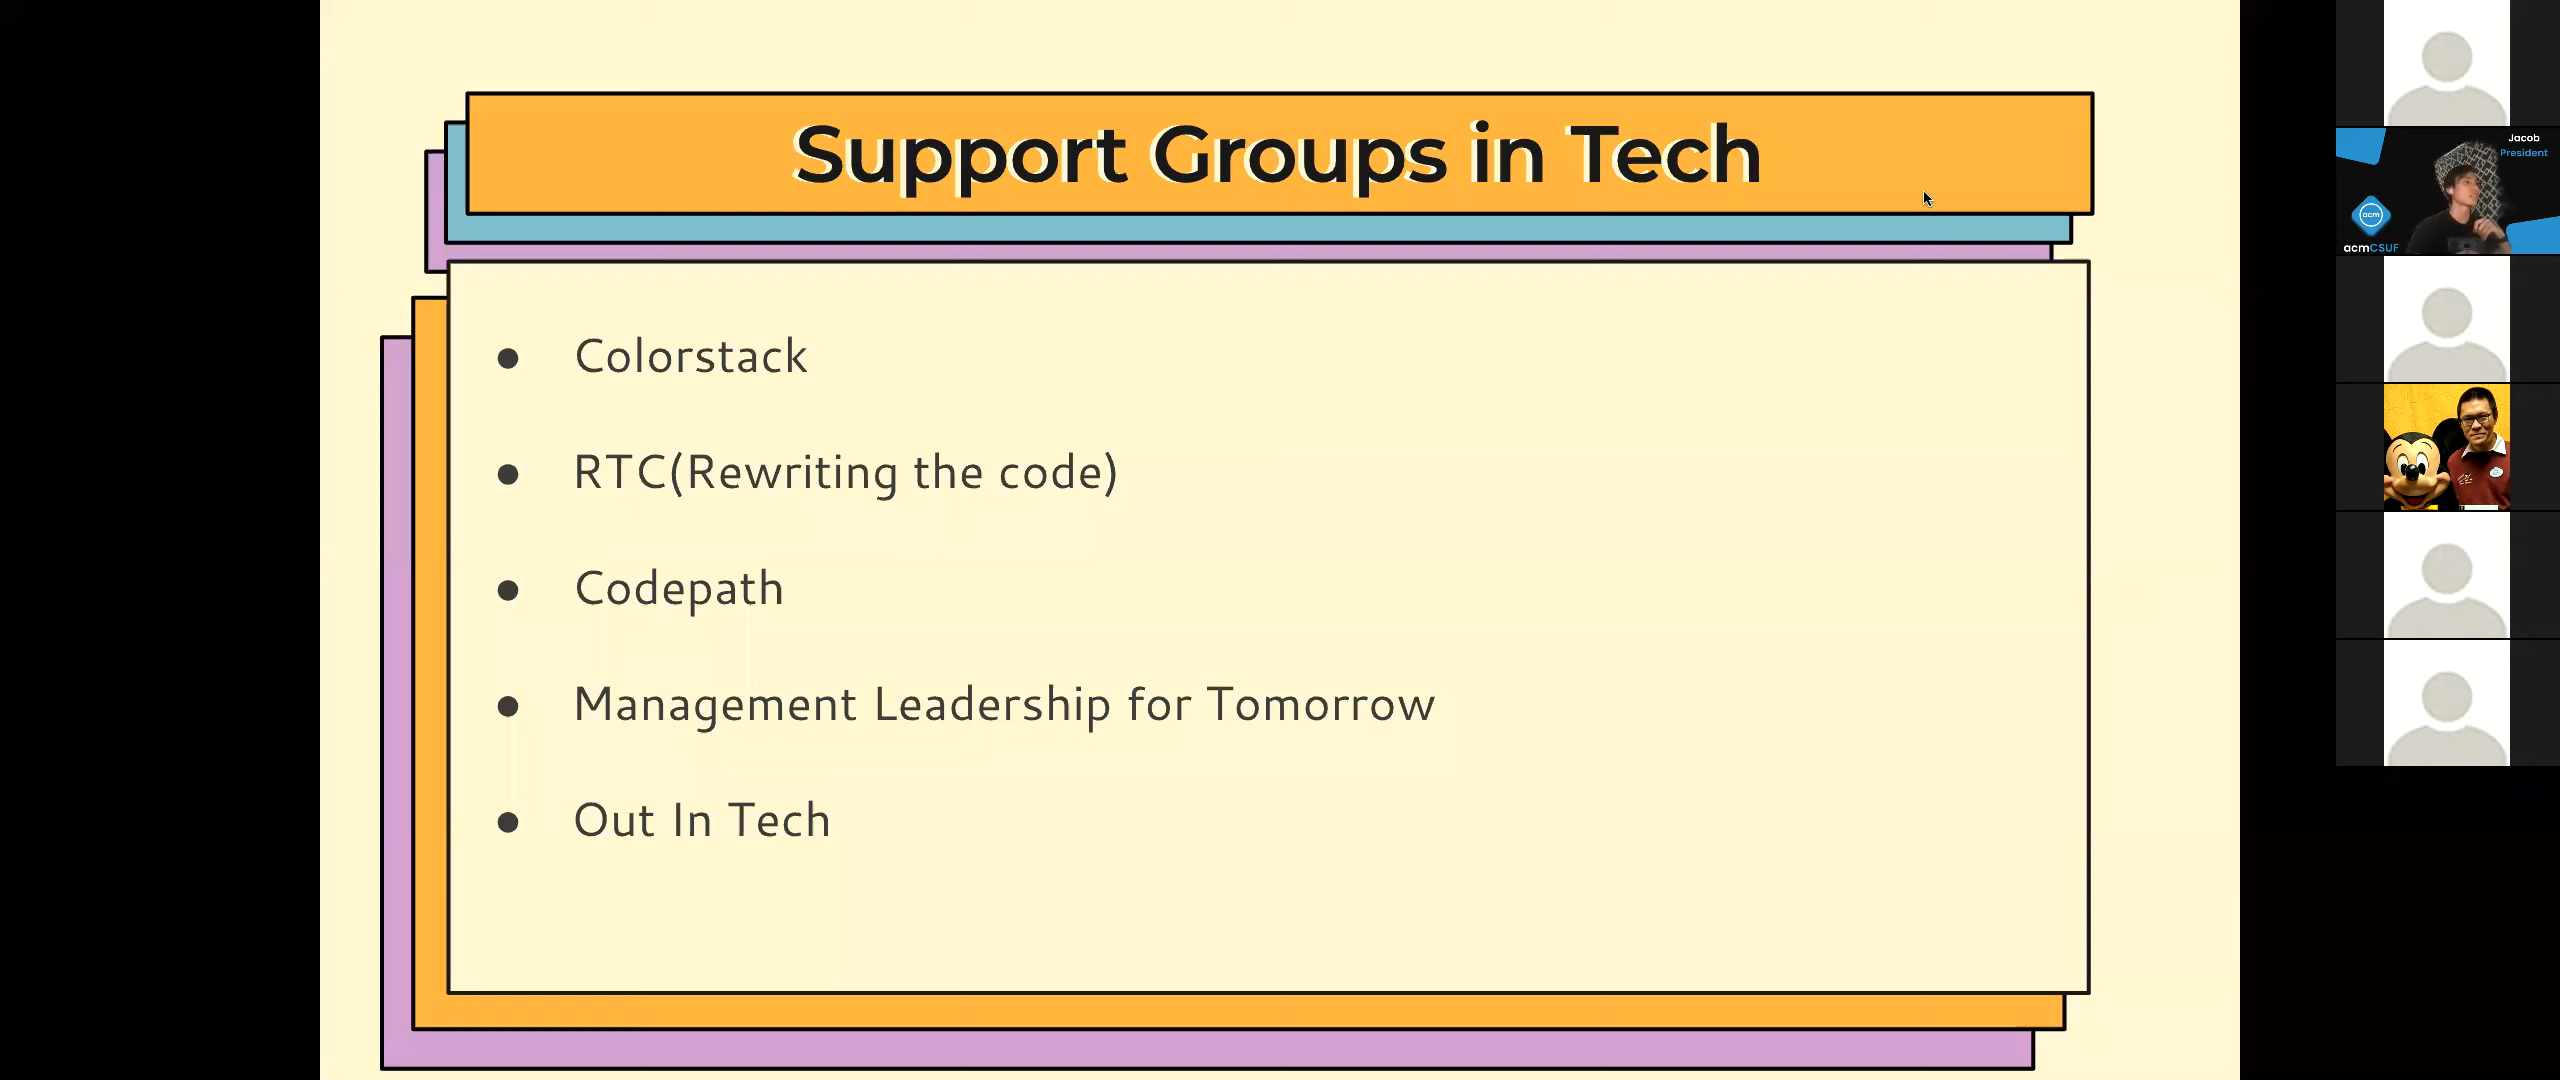 Support Groups in Tech
Colorstack
RTC(Rewriting the code)
Codepath
Management Leadership for Tomorrow
Out In Tech
Jacob
President
acm
acmCSUF